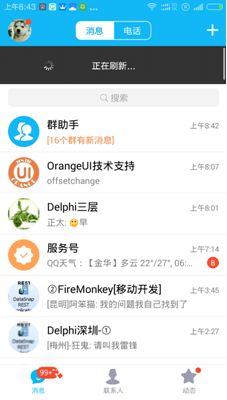 上午8:43
消息 电话
正在刷新...
搜索
群助手 上午8:42
[16个群有新消息]
OrangeUI技术支持 上午8:07
offsetchange
Delphi三层 上午8:01
正太: 😊早
服务号 上午7:14
QQ天气：【金华】多云 22°/27°, 06:... 8
②FireMonkey[移动开发] 上午3:45
[昆明]阿笨猫: 我的问题我自己找到了
Delphi深圳-① 上午2:27
[梅州]-狂鬼: 请叫我雷锋
99+
消息 联系人 动态